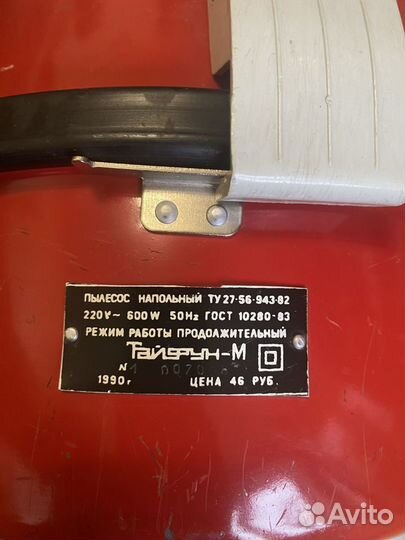 ПЫЛЕСОС НАПОЛЬНЫЙ ТУ 27-56-943-82
220V~ 600W 50Hz ГОСТ 10280-83
РЕЖИМ РАБОТЫ ПРОДОЛЖИТЕЛЬНЫЙ
Тайфун-М
N
1990г. ЦЕНА 46 РУБ.
Avito